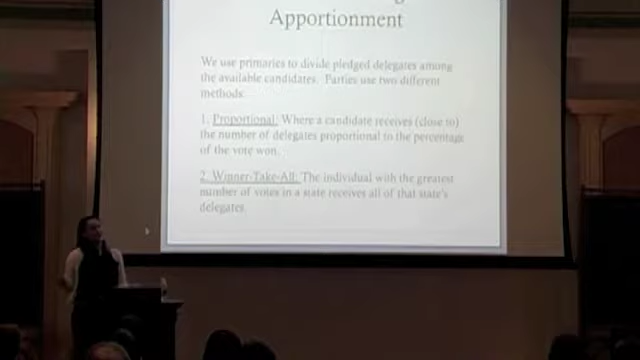 Apportionment
We use primaries to divide pledged delegates among
the available candidates. Parties use two different
methods.
1. Proportional: Where a candidate receives (close to)
the number of delegates proportional to the percentage
of the vote won.
2. Winner-Take-All: The individual with the greatest
number of votes in a state receives all of that state's
delegates.